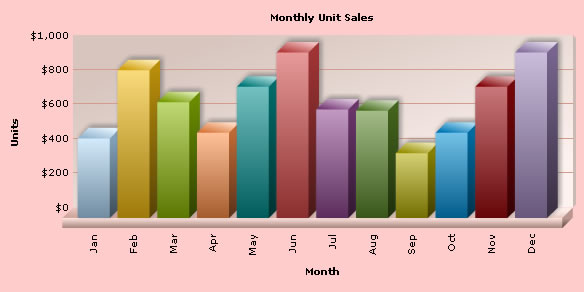 Monthly Unit Sales
$1,000
$800
$600
$400
$200
$0
Units
Jan
Feb
Mar
Apr
May
Jun
Jul
Aug
Sep
Oct
Nov
Dec
Month